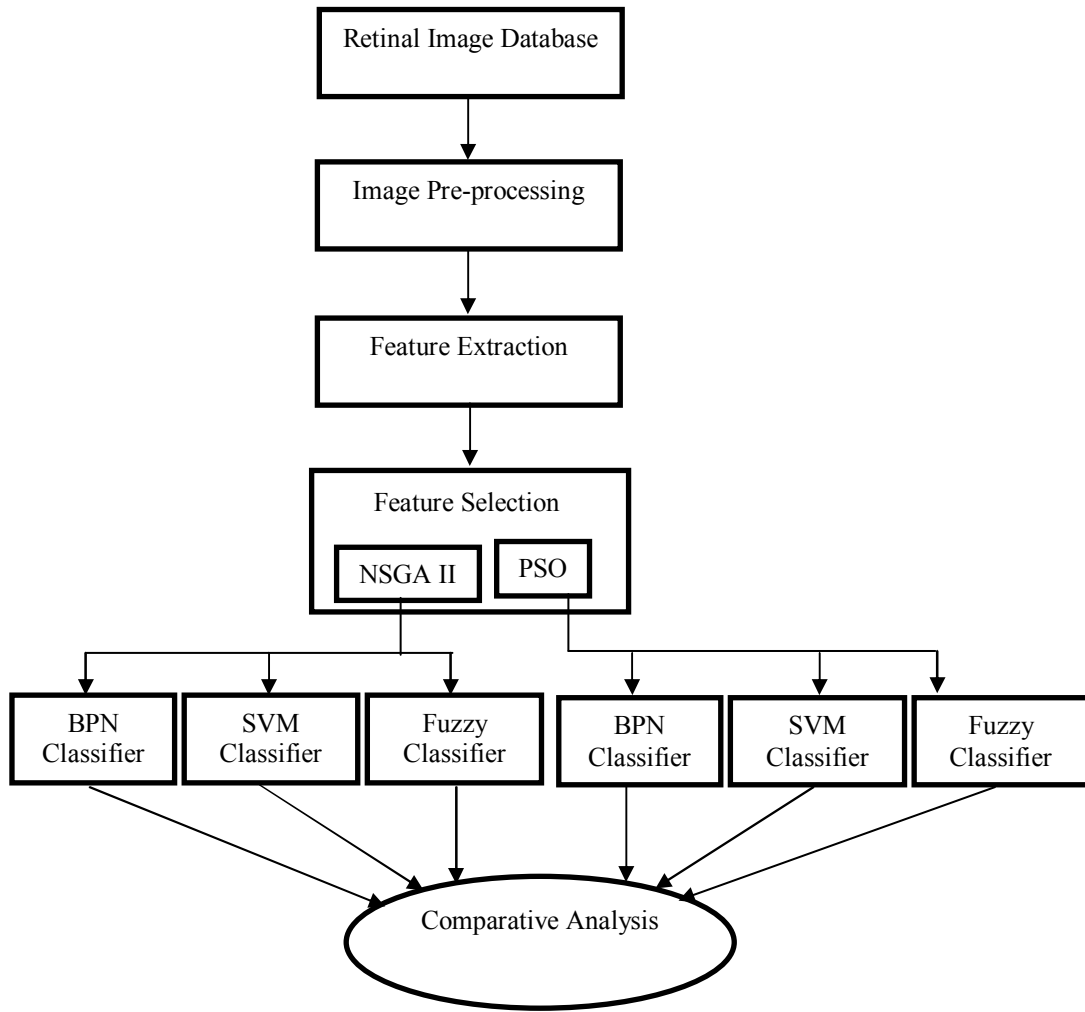 Retinal Image Database
Image Pre-processing
Feature Extraction
Feature Selection
NSGA II
PSO
BPN
Classifier
SVM
Classifier
Fuzzy
Classifier
BPN
Classifier
SVM
Classifier
Fuzzy
Classifier
Comparative Analysis